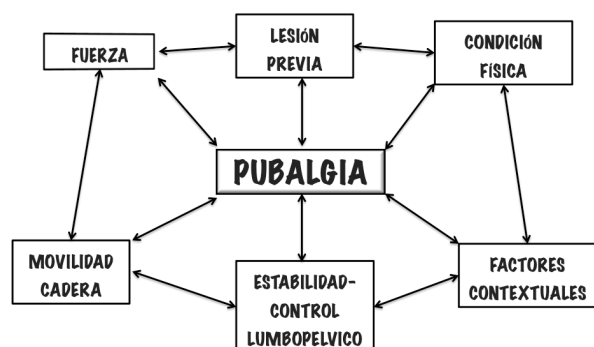 FUERZA
LESIÓN
PREVIA
CONDICIÓN
FÍSICA
PUBALGIA
MOVILIDAD
CADERA
ESTABILIDAD-
CONTROL
LUMBOPELVICO
FACTORES
CONTEXTUALES